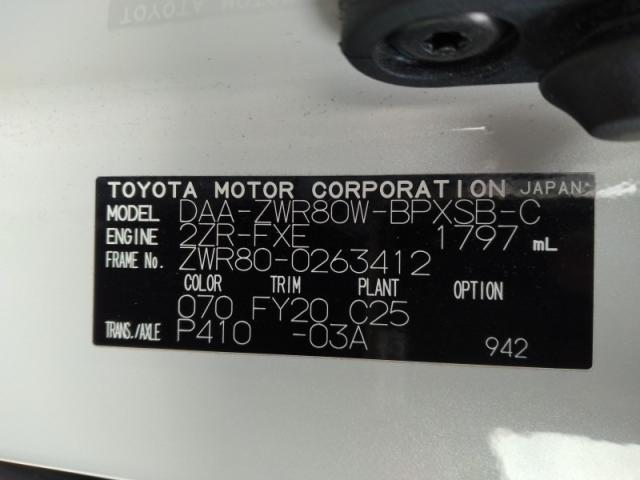 TOYOTA MOTOR CORPORATION JAPAN
MODEL DAA-ZWR80W-BPXSB-C
ENGINE 2ZR-FXE 1797 mL
FRAME No. ZWR80-0263412
COLOR TRIM PLANT OPTION
070 FY20 C25
TRANS./AXLE P410 -03A
942